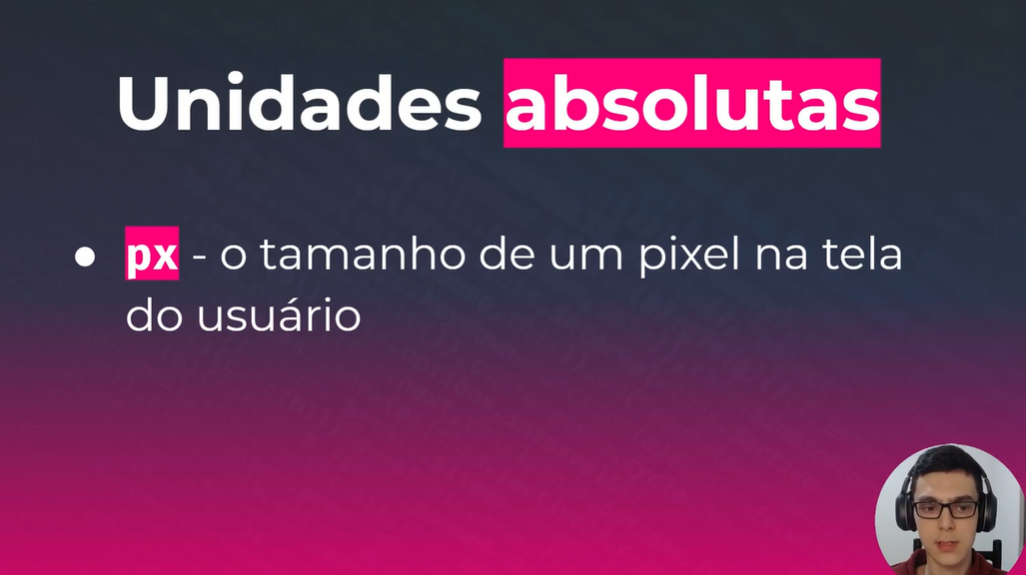 Unidades absolutas
● px - o tamanho de um pixel na tela
do usuário